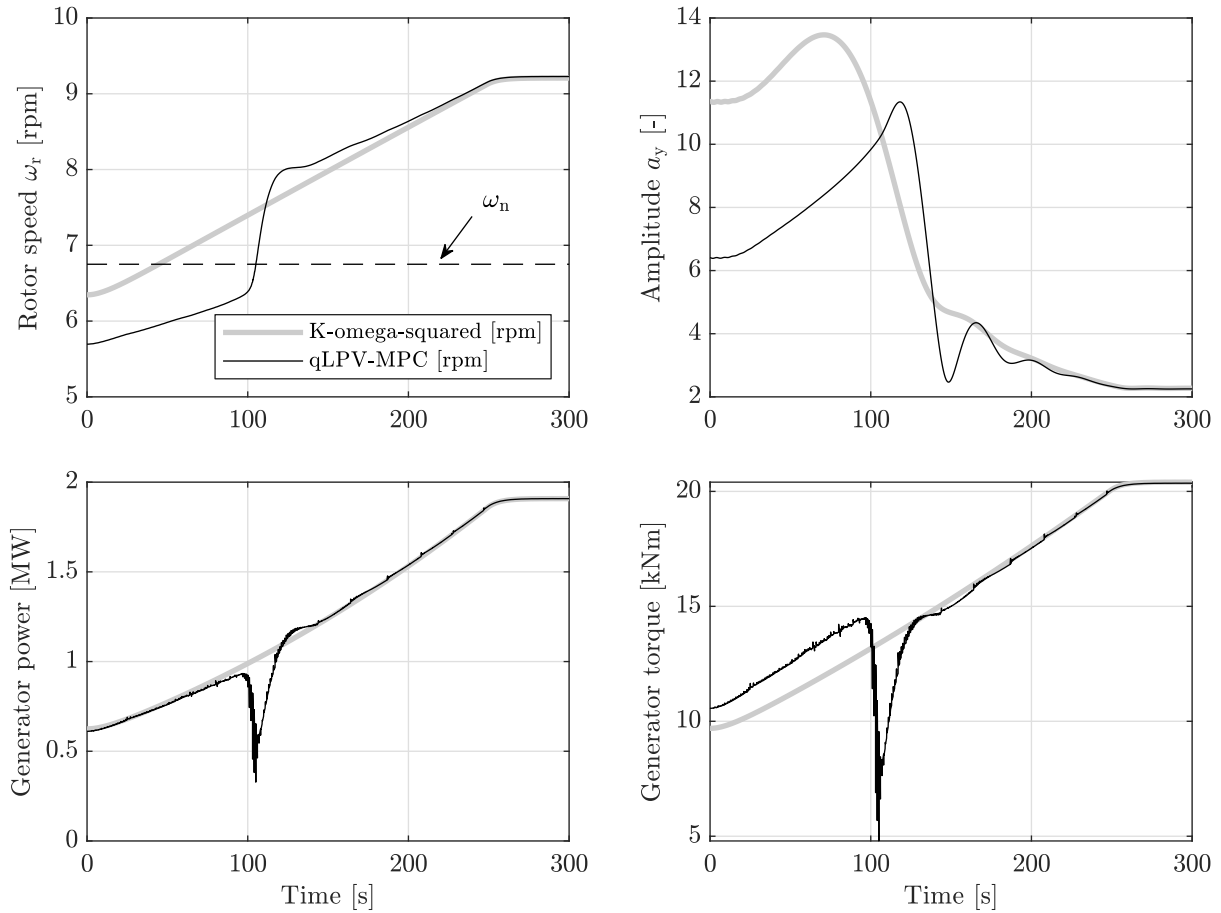 10
9
8
7
6
5
Rotor speed ωr [rpm]
ωn
K-omega-squared [rpm]
qLPV-MPC [rpm]
0 100 200 300
14
12
10
8
6
4
2
Amplitude ay [-]
0 100 200 300
2
1.5
1
0.5
0
Generator power [MW]
0 100 200 300
Time [s]
20
15
10
5
Generator torque [kNm]
0 100 200 300
Time [s]